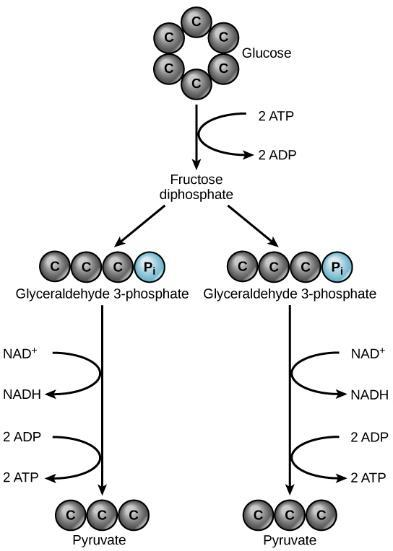 C
C C
Glucose
C C
C
2 ATP
2 ADP
Fructose
diphosphate
C C C Pi C C C Pi
Glyceraldehyde 3-phosphate Glyceraldehyde 3-phosphate
NAD+ NAD+
NADH NADH
2 ADP 2 ADP
2 ATP 2 ATP
C C C C C C
Pyruvate Pyruvate